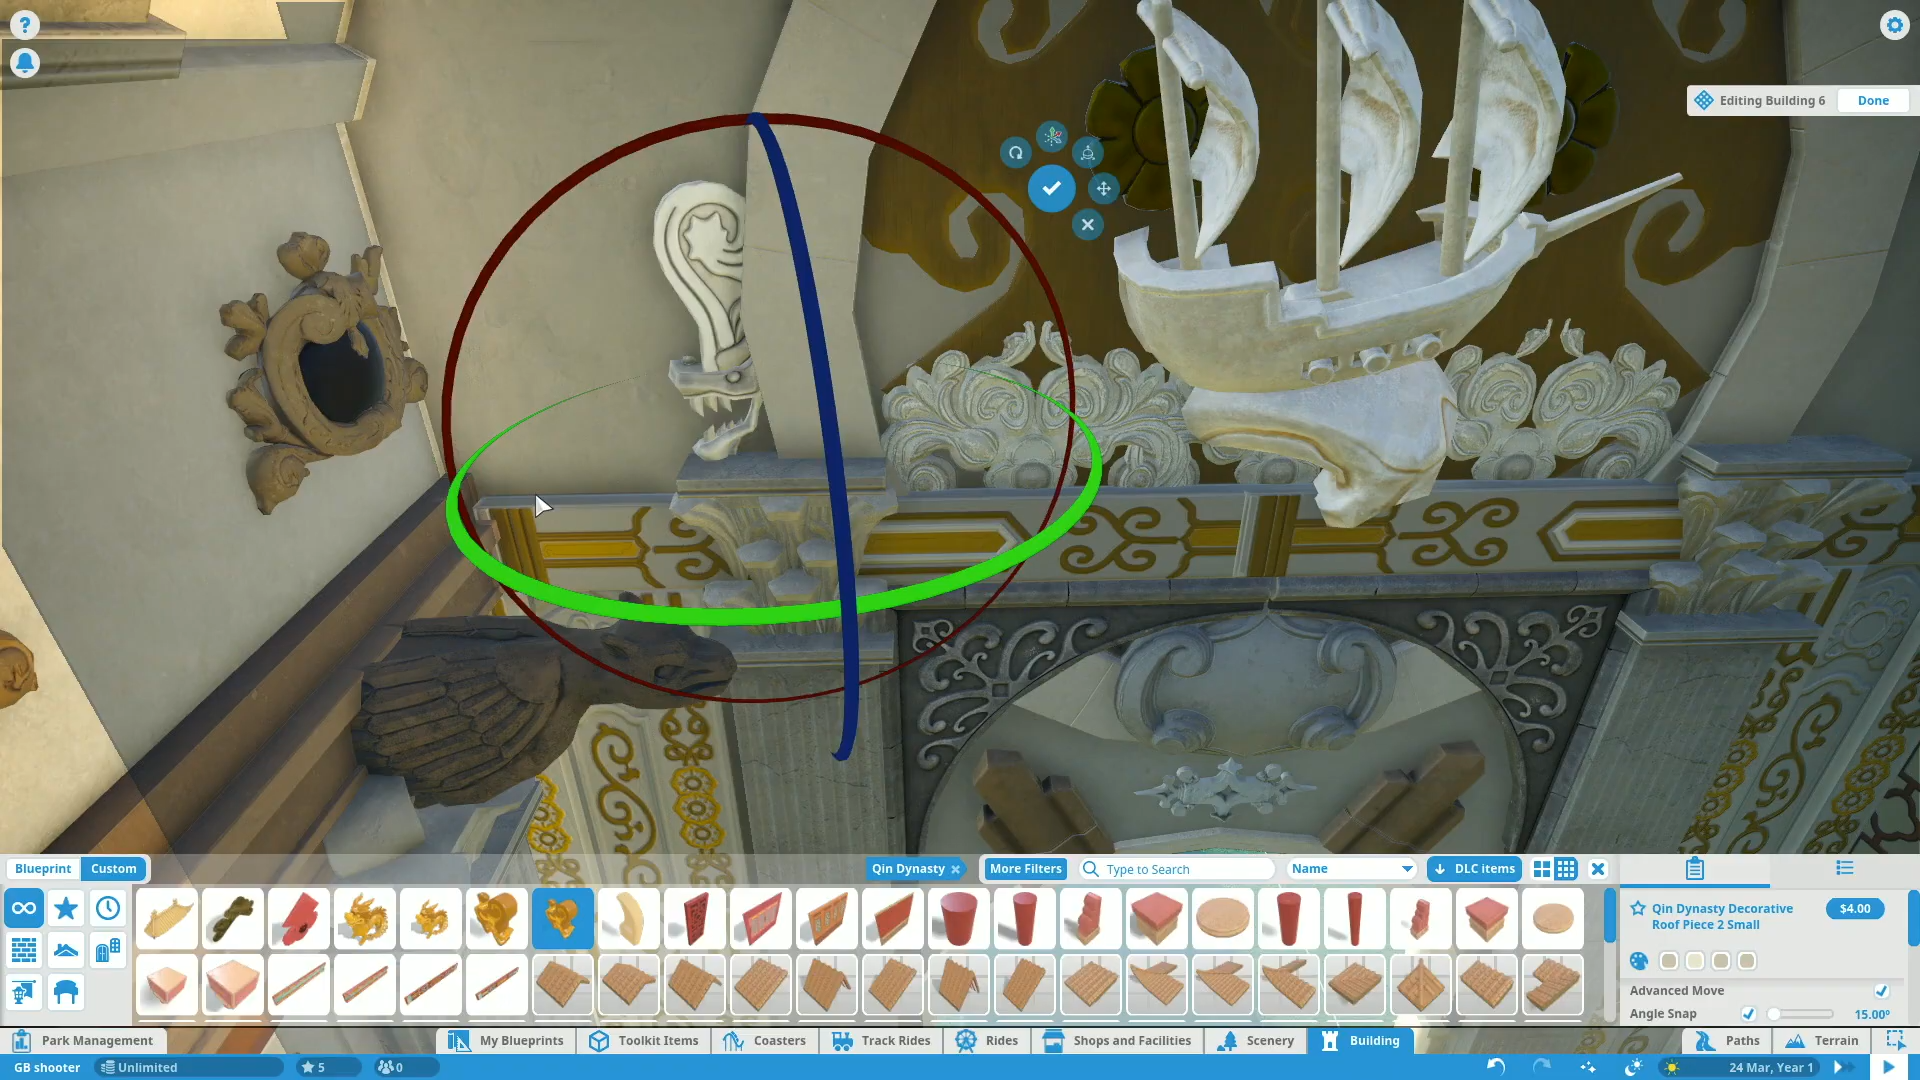 ?
Editing Building 6
Done
Blueprint
Custom
Qin Dynasty
More Filters
Type to Search
Name
DLC items
Qin Dynasty Decorative
Roof Piece 2 Small
$4.00
Advanced Move
Angle Snap
15.00°
Park Management
My Blueprints
Toolkit Items
Coasters
Track Rides
Rides
Shops and Facilities
Scenery
Building
Paths
Terrain
GB shooter
Unlimited
5
0
24 Mar, Year 1